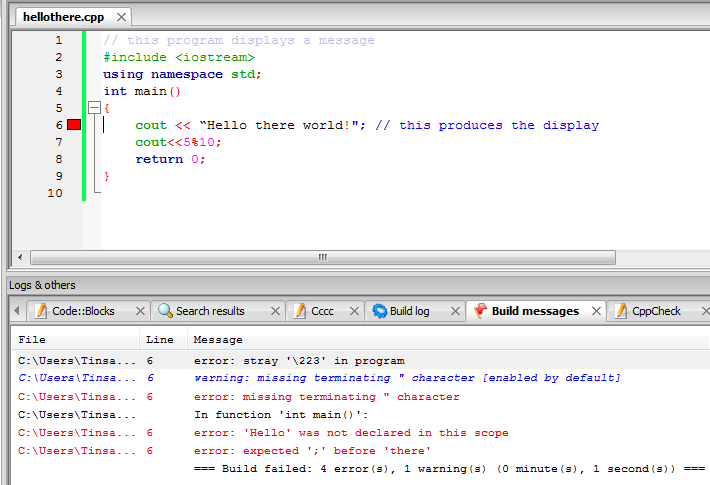 hellothere.cpp
1 // this program displays a message
2 #include <iostream>
3 using namespace std;
4 int main()
5 {
6 cout << “Hello there world!"; // this produces the display
7 cout<<5%10;
8 return 0;
9 }
10
Logs & others
Code::Blocks Search results Cccc Build log Build messages CppCheck
File Line Message
C:\Users\Tinsa... 6 error: stray '\223' in program
C:\Users\Tinsa... 6 warning: missing terminating " character [enabled by default]
C:\Users\Tinsa... 6 error: missing terminating " character
C:\Users\Tinsa... In function 'int main()':
C:\Users\Tinsa... 6 error: 'Hello' was not declared in this scope
C:\Users\Tinsa... 6 error: expected ';' before 'there'
=== Build failed: 4 error(s), 1 warning(s) (0 minute(s), 1 second(s)) ===